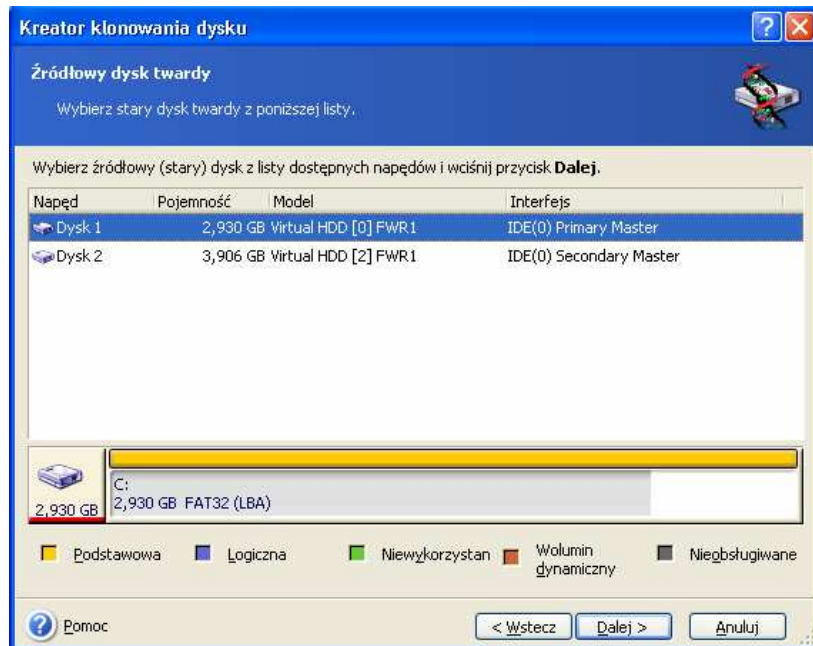 Kreator klonowania dysku
Źródłowy dysk twardy
Wybierz stary dysk twardy z poniższej listy.
Wybierz źródłowy (stary) dysk z listy dostępnych napędów i wciśnij przycisk Dalej.
Napęd Pojemność Model Interfejs
Dysk 1 2,930 GB Virtual HDD [0] FWR1 IDE(0) Primary Master
Dysk 2 3,906 GB Virtual HDD [2] FWR1 IDE(0) Secondary Master
C:
2,930 GB 2,930 GB FAT32 (LBA)
Podstawowa Logiczna Niewykorzystan Wolumin dynamiczny Nieobsługiwane
Pomoc < Wstecz Dalej > Anuluj